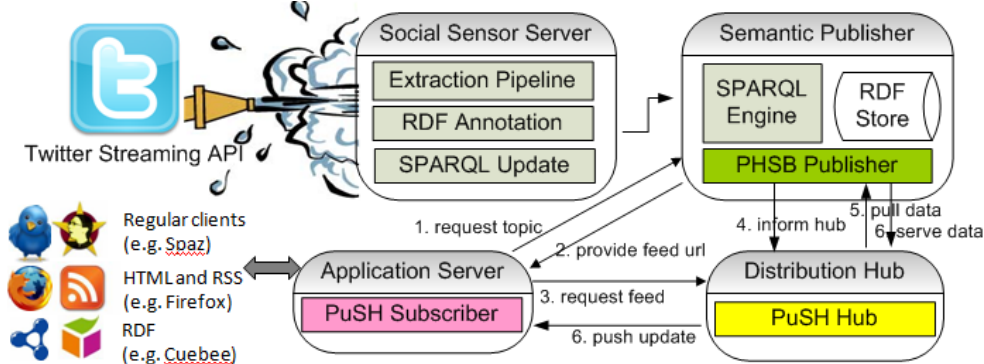 Twitter Streaming API
Social Sensor Server
Extraction Pipeline
RDF Annotation
SPARQL Update
Semantic Publisher
SPARQL
Engine
RDF
Store
PHSB Publisher
1. request topic
2. provide feed url
4. inform hub
5. pull data
6. serve data
Regular clients
(e.g. Spaz)
HTML and RSS
(e.g. Firefox)
RDF
(e.g. Cuebee)
Application Server
PuSH Subscriber
3. request feed
6. push update
Distribution Hub
PuSH Hub